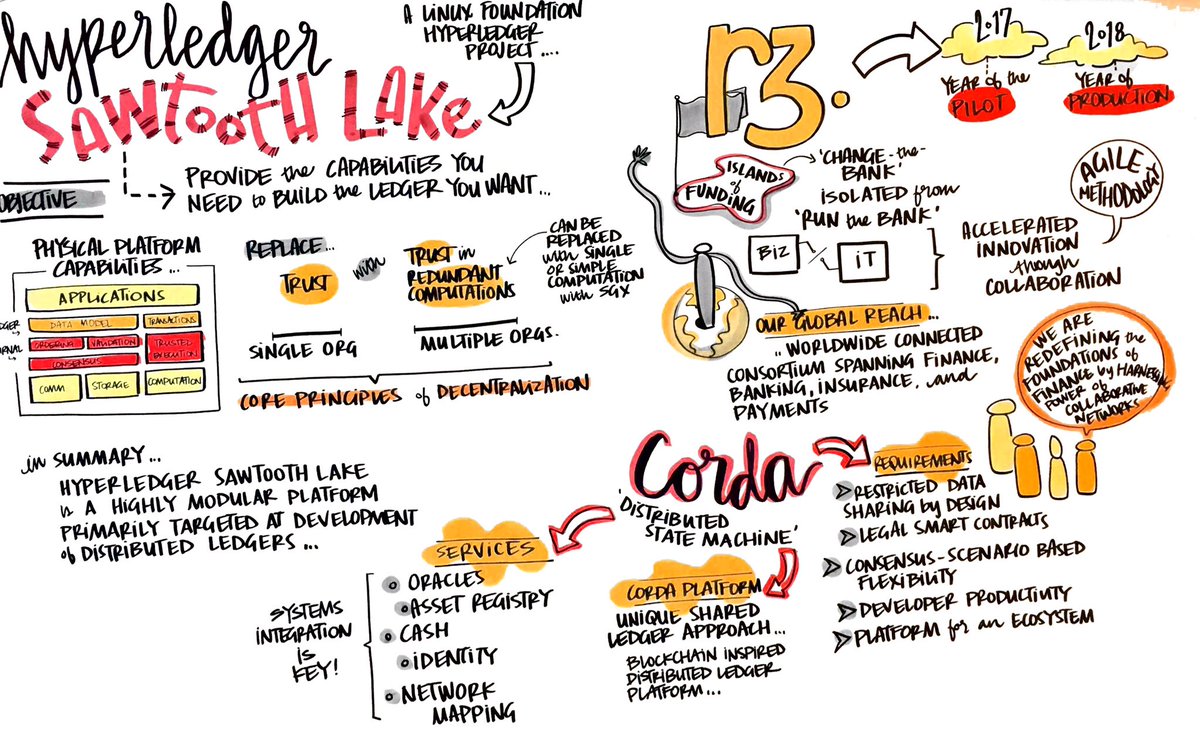 hyperledger
SAWTOOTH LAKE
A LINUX FOUNDATION
HYPERLEDGER
PROJECT....
OBJECTIVE
PROVIDE the CAPABILITIES YOU
NEED to BUILD the LEDGER YOU WANT...
PHYSICAL PLATFORM
CAPABILITIES...
APPLICATIONS
DATA MODEL
TRANSACTIONS
ORDERING
VALIDATION
TRUSTED
EXECUTION
CONSENSUS
COMM
STORAGE
COMPUTATION
REPLACE...
TRUST
with
TRUST in
REDUNDANT
COMPUTATIONS
CAN BE
REPLACED
with SINGLE
OR SIMPLE
COMPUTATION
with SGX
SINGLE ORG
MULTIPLE ORGS.
CORE PRINCIPLES of DECENTRALIZATION
in SUMMARY...
HYPERLEDGER SAWTOOTH LAKE
is A HIGHLY MODULAR PLATFORM
PRIMARILY TARGETED AT DEVELOPMENT
of DISTRIBUTED LEDGERS...
r3.
2017
YEAR of the
PILOT
2018
YEAR of
PRODUCTION
ISLANDS
of
FUNDING
'CHANGE-the-
BANK'
ISOLATED from
'RUN the BANK'
BIZ
IT
ACCELERATED
INNOVATION
though
COLLABORATION
AGILE
METHODOLOGY
OUR GLOBAL REACH...
.. WORLDWIDE CONNECTED
CONSORTIUM SPANNING FINANCE,
BANKING, INSURANCE, and
PAYMENTS
WE ARE
REDEFINING the
FOUNDATIONS of
FINANCE by HARNESSING
POWER of
COLLABORATIVE
NETWORKS
Corda
'DISTRIBUTED
STATE MACHINE'
SERVICES
SYSTEMS
INTEGRATION
is
KEY!
ORACLES
ASSET REGISTRY
CASH
IDENTITY
NETWORK
MAPPING
CORDA PLATFORM
UNIQUE SHARED
LEDGER APPROACH...
BLOCKCHAIN INSPIRED
DISTRIBUTED LEDGER
PLATFORM...
REQUIREMENTS
RESTRICTED DATA
SHARING by DESIGN
LEGAL SMART CONTRACTS
CONSENSUS-SCENARIO BASED
FLEXIBILITY
DEVELOPER PRODUCTIVITY
PLATFORM for an ECOSYSTEM